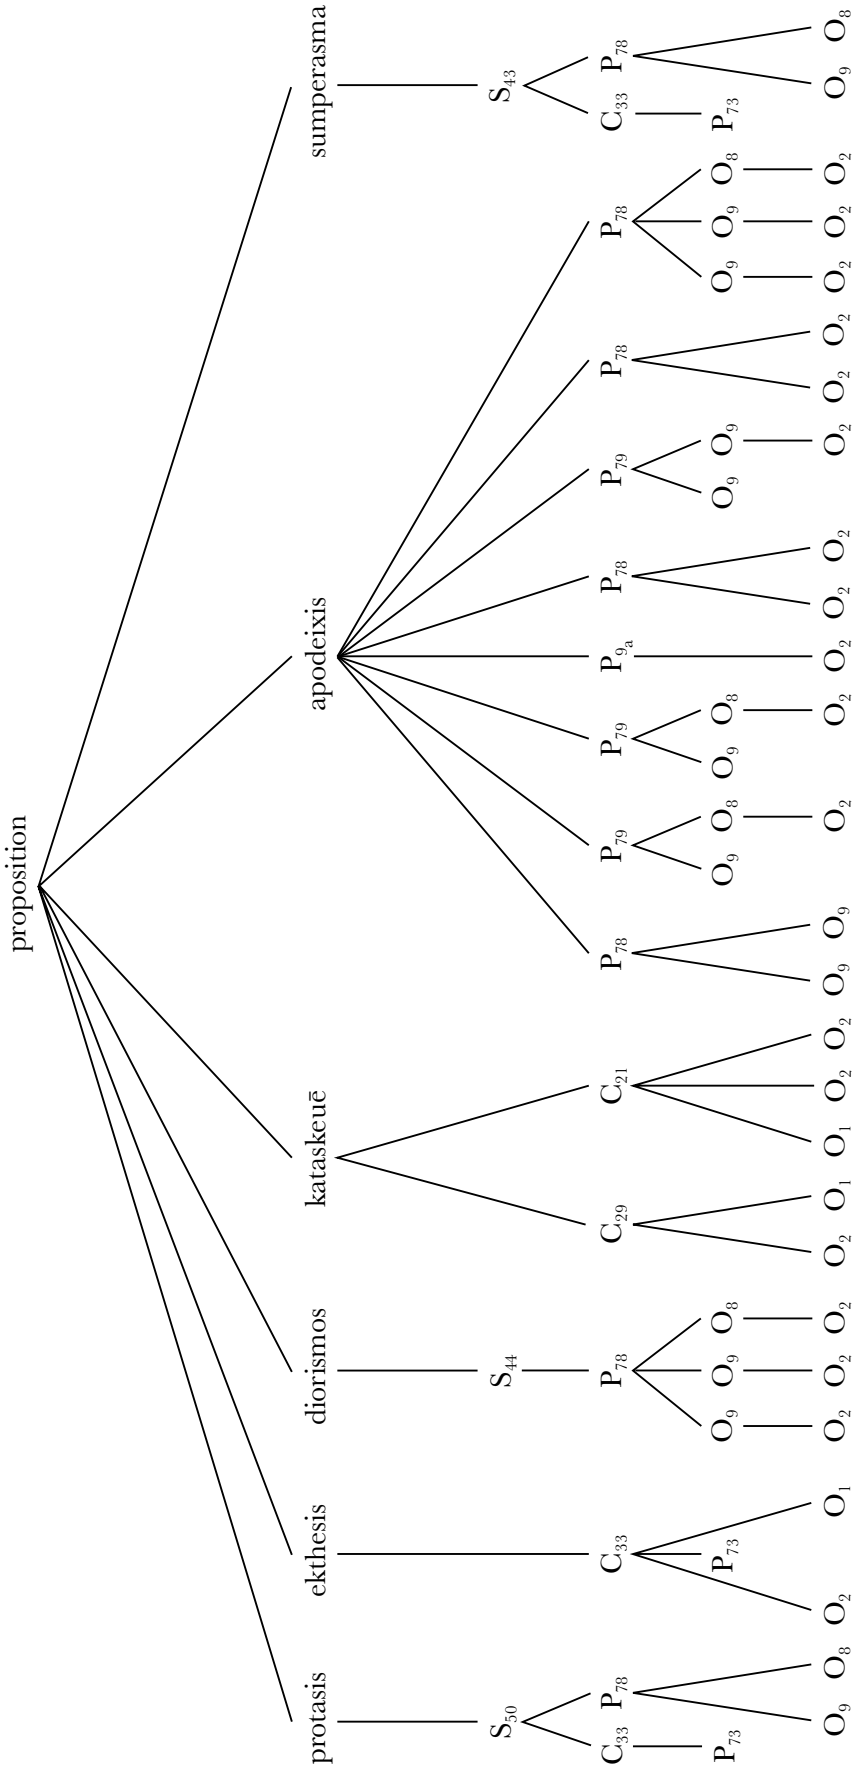 proposition
protasis ekthesis diorismos kataskeuē apodeixis sumperasma
S₅₀ S₄₄ S₄₃
C₃₃ P₇₈ C₃₃ P₇₈ C₂₉ C₂₁ P₇₈ P₇₉ P₇₉ P₉ₐ P₇₈ P₇₉ P₇₈ P₇₈ C₃₃ P₇₈
P₇₃ P₇₃ O₉ O₉ O₈ O₉ O₈ O₉ O₈ O₉ O₉ O₉ O₉ O₈ P₇₃
O₉ O₈ O₂ O₁ O₂ O₂ O₂ O₂ O₁ O₁ O₂ O₂ O₉ O₉ O₂ O₂ O₂ O₂ O₂ O₂ O₂ O₂ O₂ O₂ O₂ O₉ O₈